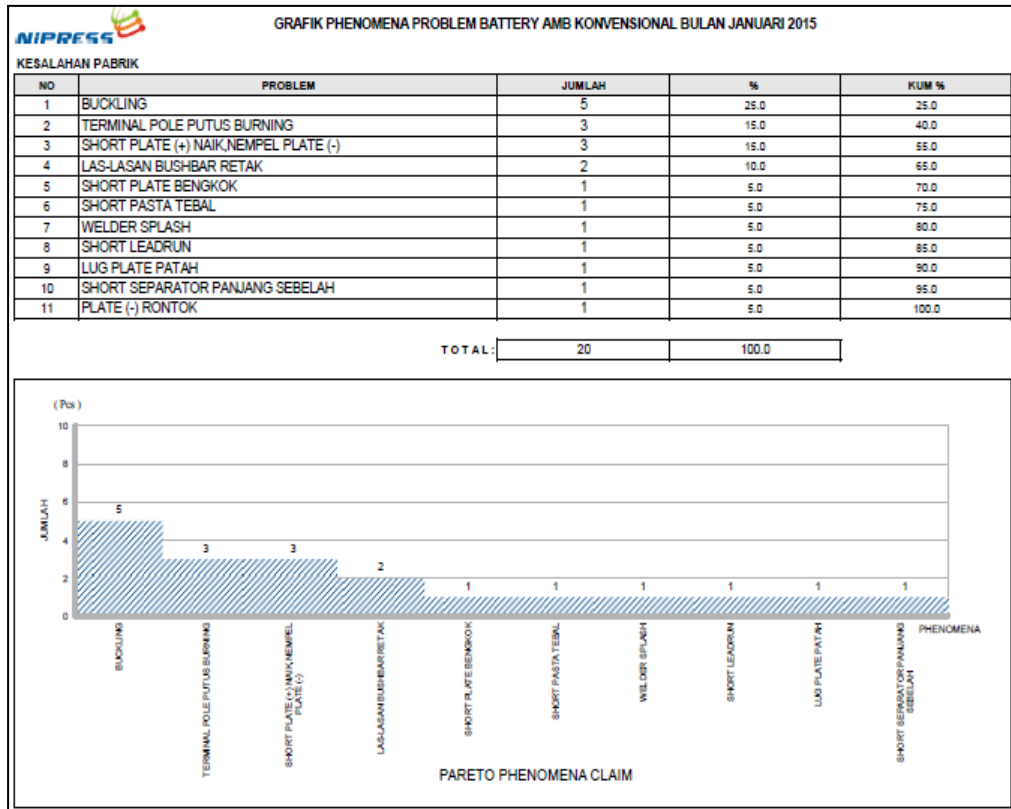 NIPRESS
GRAFIK PHENOMENA PROBLEM BATTERY AMB KONVENSIONAL BULAN JANUARI 2015
KESALAHAN PABRIK
NO PROBLEM JUMLAH % KUM %
1 BUCKLING 5 25.0 25.0
2 TERMINAL POLE PUTUS BURNING 3 15.0 40.0
3 SHORT PLATE (+) NAIK,NEMPEL PLATE (-) 3 15.0 55.0
4 LAS-LASAN BUSHBAR RETAK 2 10.0 65.0
5 SHORT PLATE BENGKOK 1 5.0 70.0
6 SHORT PASTA TEBAL 1 5.0 75.0
7 WELDER SPLASH 1 5.0 80.0
8 SHORT LEADRUN 1 5.0 85.0
9 LUG PLATE PATAH 1 5.0 90.0
10 SHORT SEPARATOR PANJANG SEBELAH 1 5.0 95.0
11 PLATE (-) RONTOK 1 5.0 100.0
TOTAL: 20 100.0
(Pcs)
10
8
6
4
2
0
JUMLAH
5
3
3
2
1
1
1
1
1
1
PHENOMENA
BUCKLING
TERMINAL POLE PUTUS BURNING
SHORT PLATE (+) NAIK,NEMPEL
PLATE (-)
LAS-LASAN BUSHBAR RETAK
SHORT PLATE BENGKOK
SHORT PASTA TEBAL
WELDER SPLASH
SHORT LEADRUN
LUG PLATE PATAH
SHORT SEPARATOR PANJANG
SEBELAH
PARETO PHENOMENA CLAIM